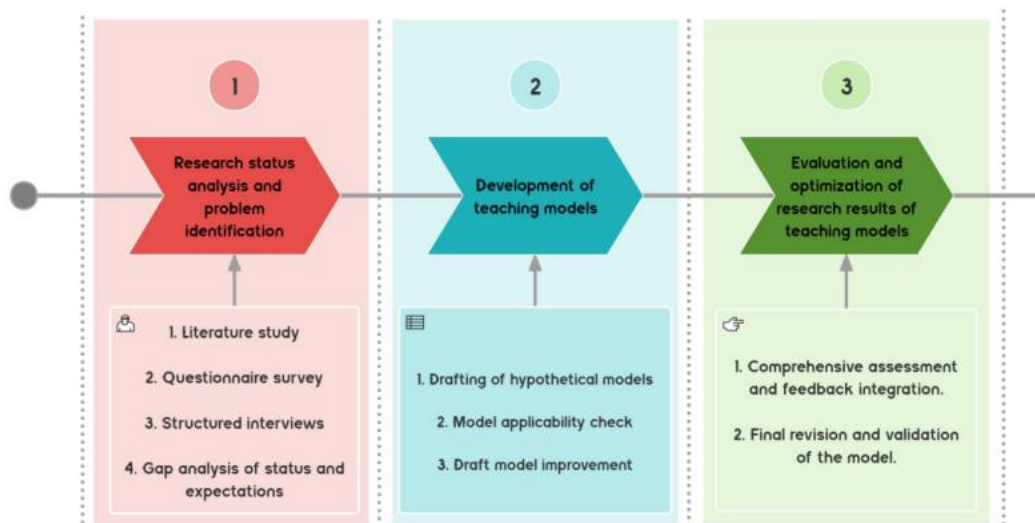 1
Research status
analysis and
problem
identification
1. Literature study
2. Questionnaire survey
3. Structured interviews
4. Gap analysis of status and
expectations
2
Development of
teaching models
1. Drafting of hypothetical models
2. Model applicability check
3. Draft model improvement
3
Evaluation and
optimization of
research results of
teaching models
1. Comprehensive assessment
and feedback integration.
2. Final revision and validation
of the model.